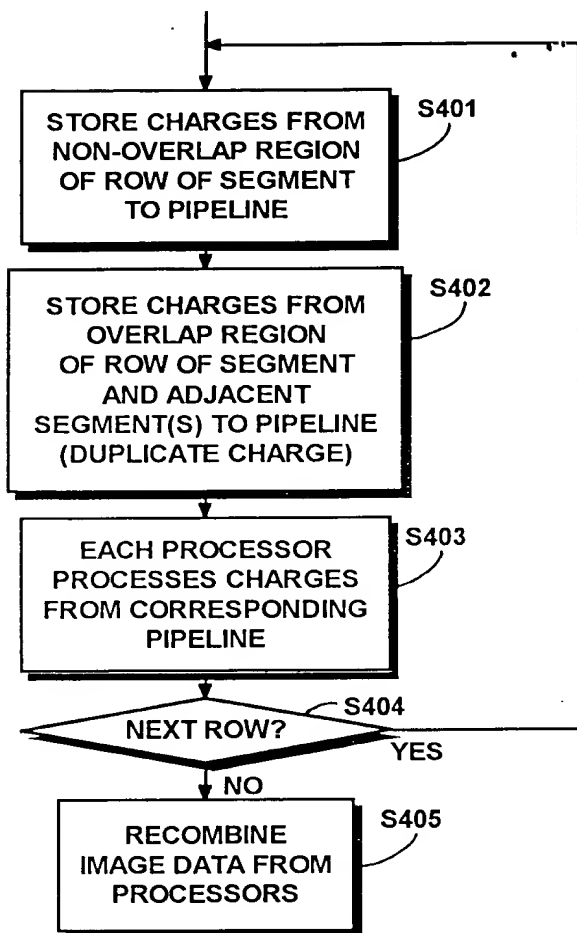 S401
STORE CHARGES FROM
NON-OVERLAP REGION
OF ROW OF SEGMENT
TO PIPELINE
S402
STORE CHARGES FROM
OVERLAP REGION
OF ROW OF SEGMENT
AND ADJACENT
SEGMENT(S) TO PIPELINE
(DUPLICATE CHARGE)
S403
EACH PROCESSOR
PROCESSES CHARGES
FROM CORRESPONDING
PIPELINE
S404
NEXT ROW?
YES
NO
S405
RECOMBINE
IMAGE DATA FROM
PROCESSORS